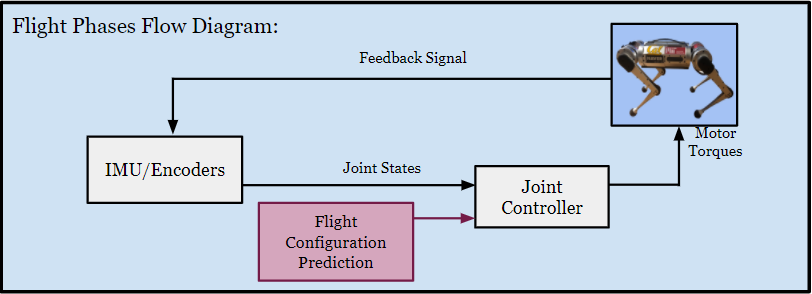 Flight Phases Flow Diagram:
Feedback Signal
IMU/Encoders
Joint States
Motor
Torques
Joint
Controller
Flight
Configuration
Prediction